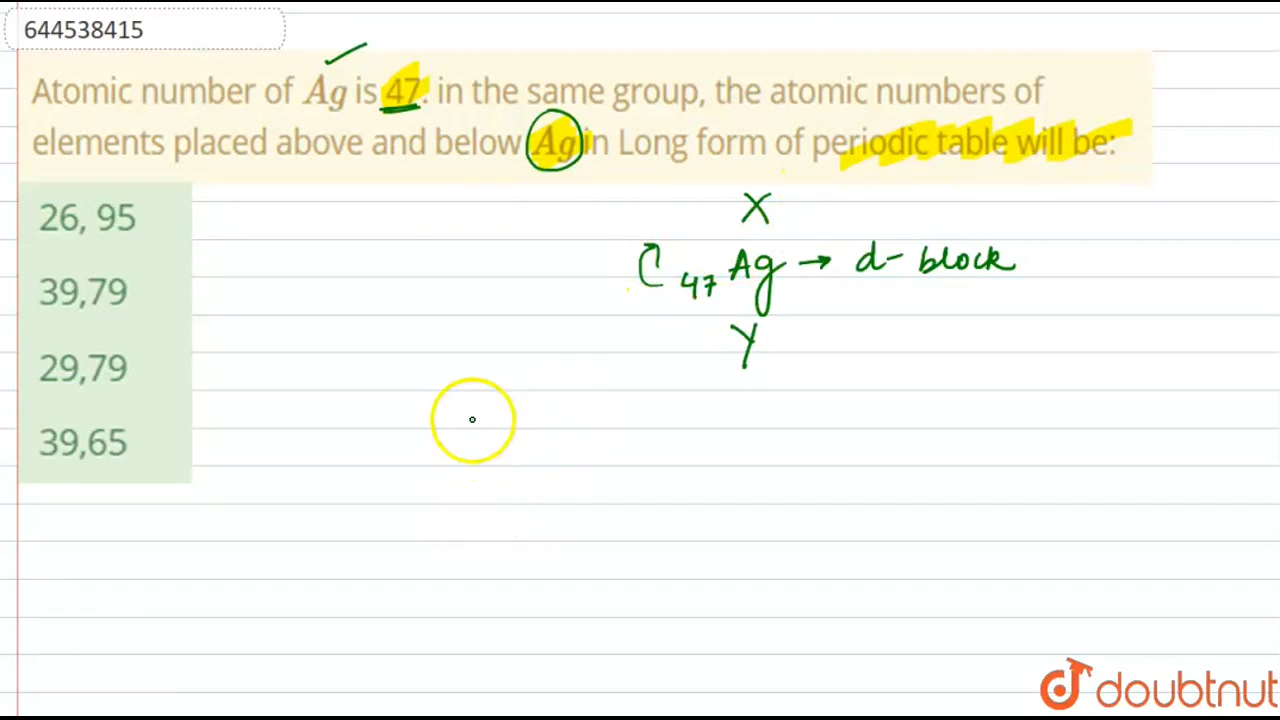 644538415
Atomic number of Ag is 47. in the same group, the atomic numbers of
elements placed above and below Ag in Long form of periodic table will be:
26, 95
39,79
29,79
39,65
X
47 Ag → d-block
Y
doubtnut